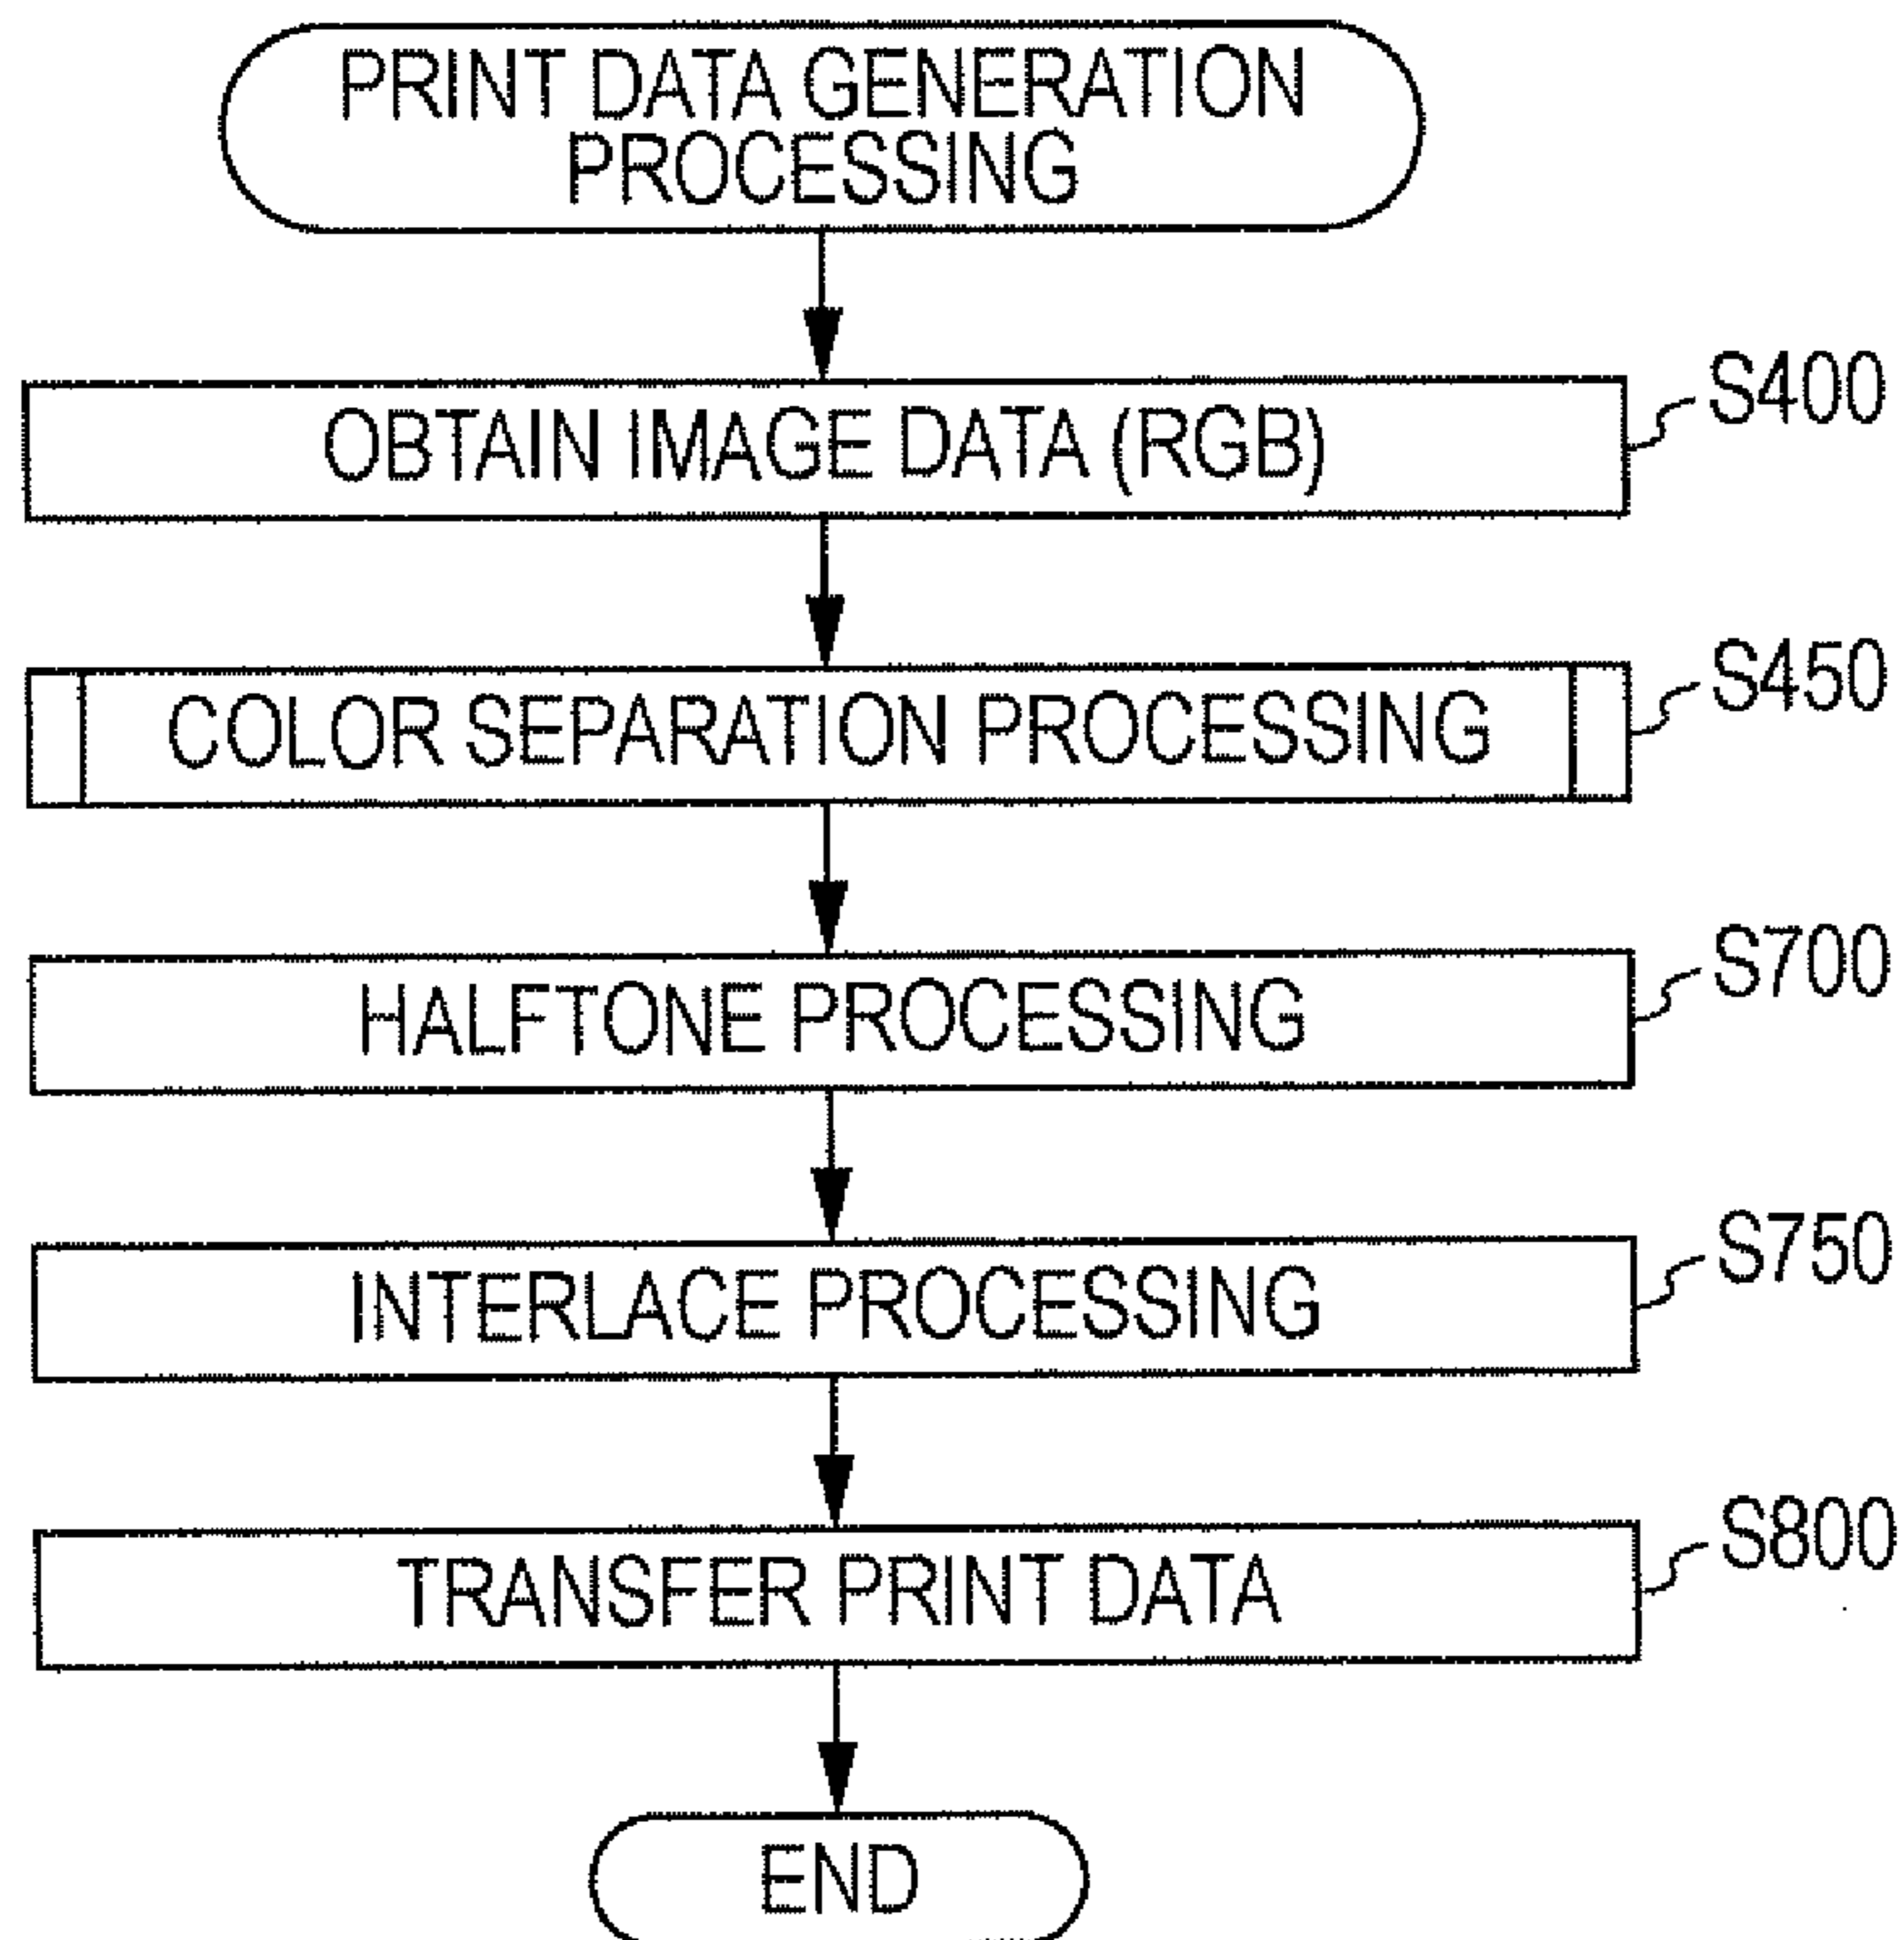 PRINT DATA GENERATION
PROCESSING
OBTAIN IMAGE DATA (RGB)
S400
COLOR SEPARATION PROCESSING
S450
HALFTONE PROCESSING
S700
INTERLACE PROCESSING
S750
TRANSFER PRINT DATA
S800
END